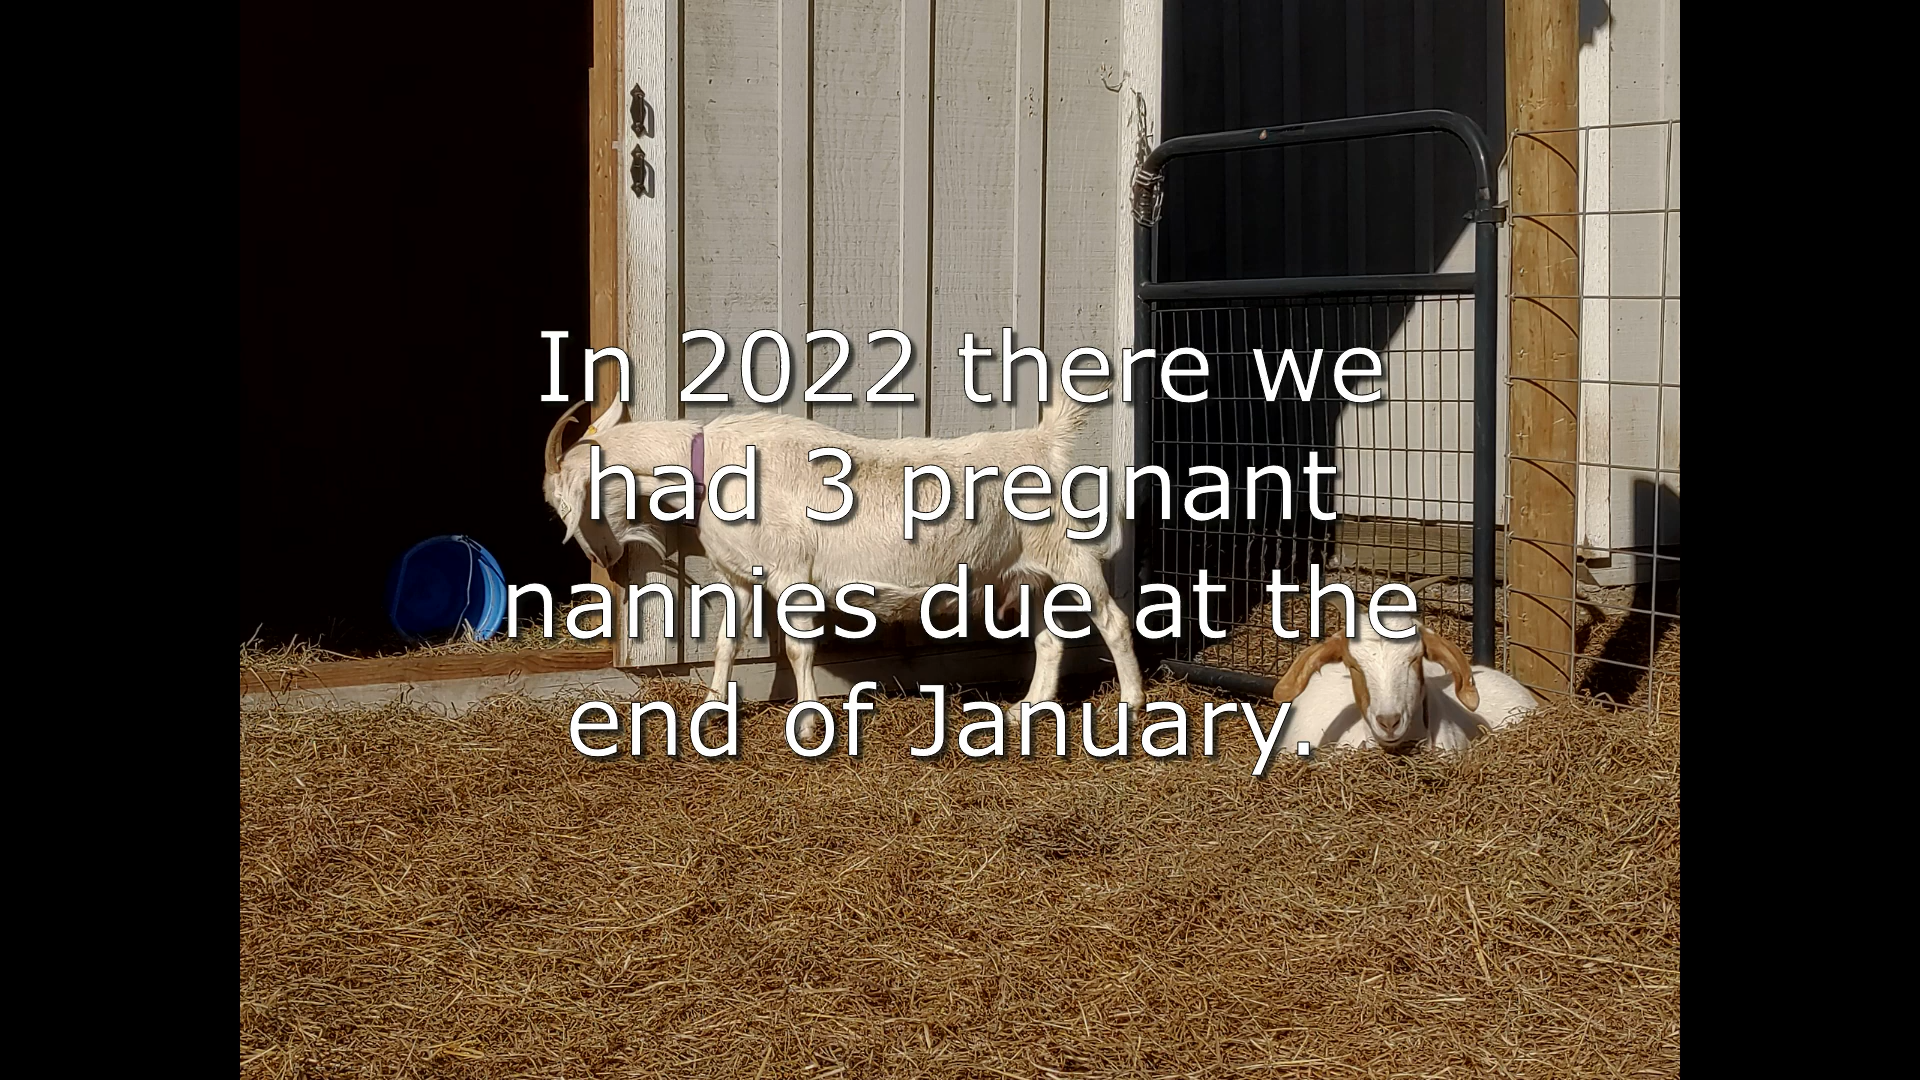 In 2022 there we
had 3 pregnant
nannies due at the
end of January.